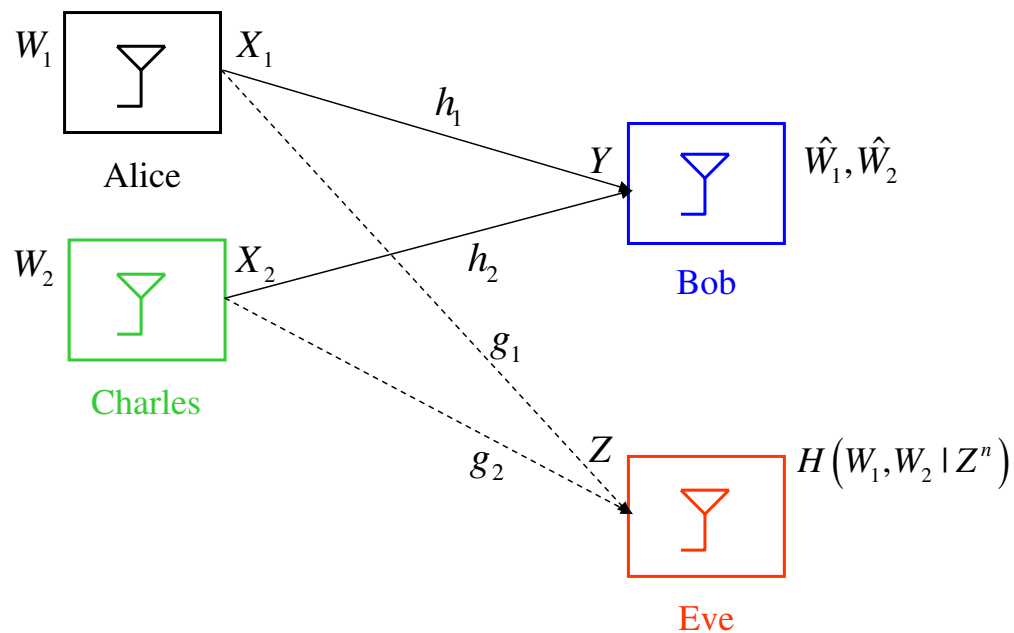 W₁ X₁
h₁
Alice
Y Ŵ₁, Ŵ₂
W₂ X₂
h₂
Bob
g₁
Charles
g₂
Z H(W₁, W₂ | Zⁿ)
Eve